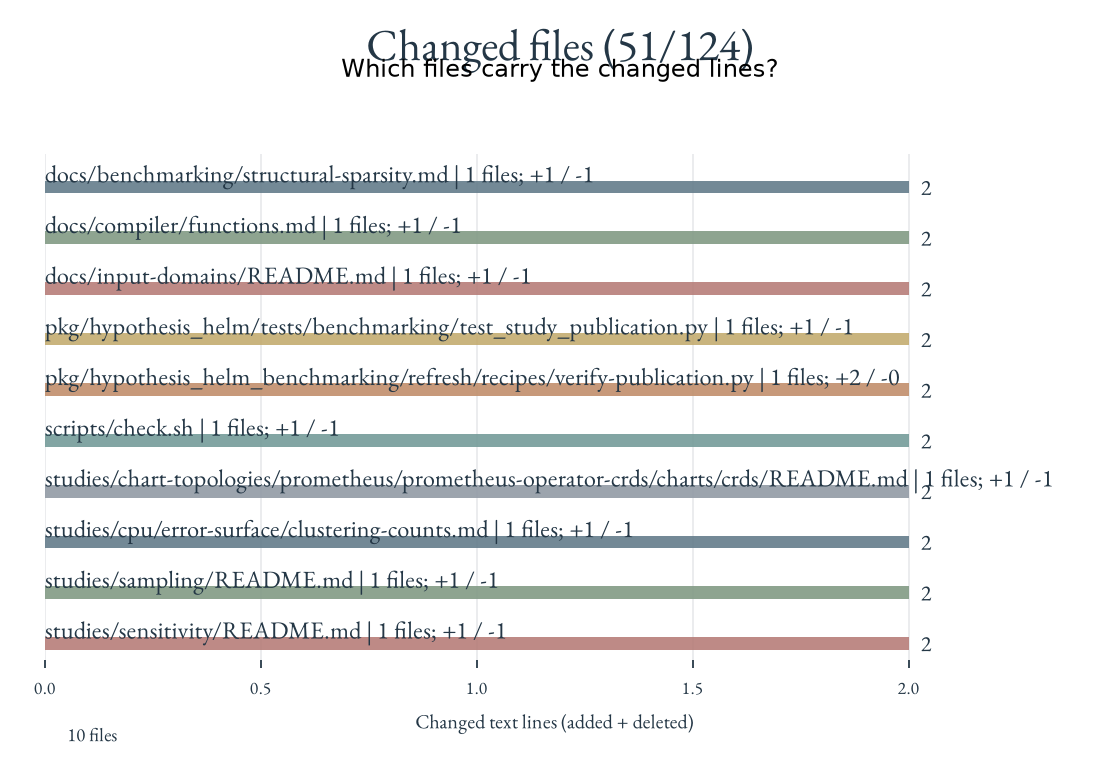 Changed files (51/124)
Which files carry the changed lines?
docs/benchmarking/structural-sparsity.md | 1 files; +1 / -1
2
docs/compiler/functions.md | 1 files; +1 / -1
2
docs/input-domains/README.md | 1 files; +1 / -1
2
pkg/hypothesis_helm/tests/benchmarking/test_study_publication.py | 1 files; +1 / -1
2
pkg/hypothesis_helm_benchmarking/refresh/recipes/verify-publication.py | 1 files; +2 / -0
2
scripts/check.sh | 1 files; +1 / -1
2
studies/chart-topologies/prometheus/prometheus-operator-crds/charts/crds/README.md | 1 files; +1 / -1
2
studies/cpu/error-surface/clustering-counts.md | 1 files; +1 / -1
2
studies/sampling/README.md | 1 files; +1 / -1
2
studies/sensitivity/README.md | 1 files; +1 / -1
2
0.0 0.5 1.0 1.5 2.0
Changed text lines (added + deleted)
10 files